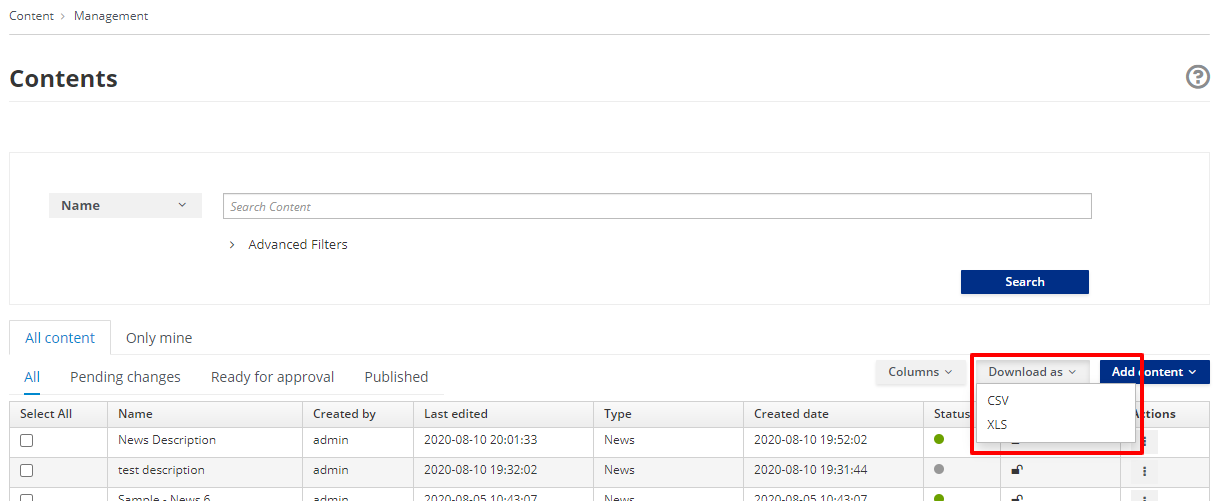 Content > Management
Contents
Name
Search Content
Advanced Filters
Search
All content Only mine
All Pending changes Ready for approval Published
Columns Download as Add content
CSV
XLS
Select All Name Created by Last edited Type Created date Status Actions
News Description admin 2020-08-10 20:01:33 News 2020-08-10 19:52:02
test description admin 2020-08-10 19:32:02 News 2020-08-10 19:31:44
Sample - News 6 admin 2020-08-05 10:43:07 News 2020-08-05 10:43:07